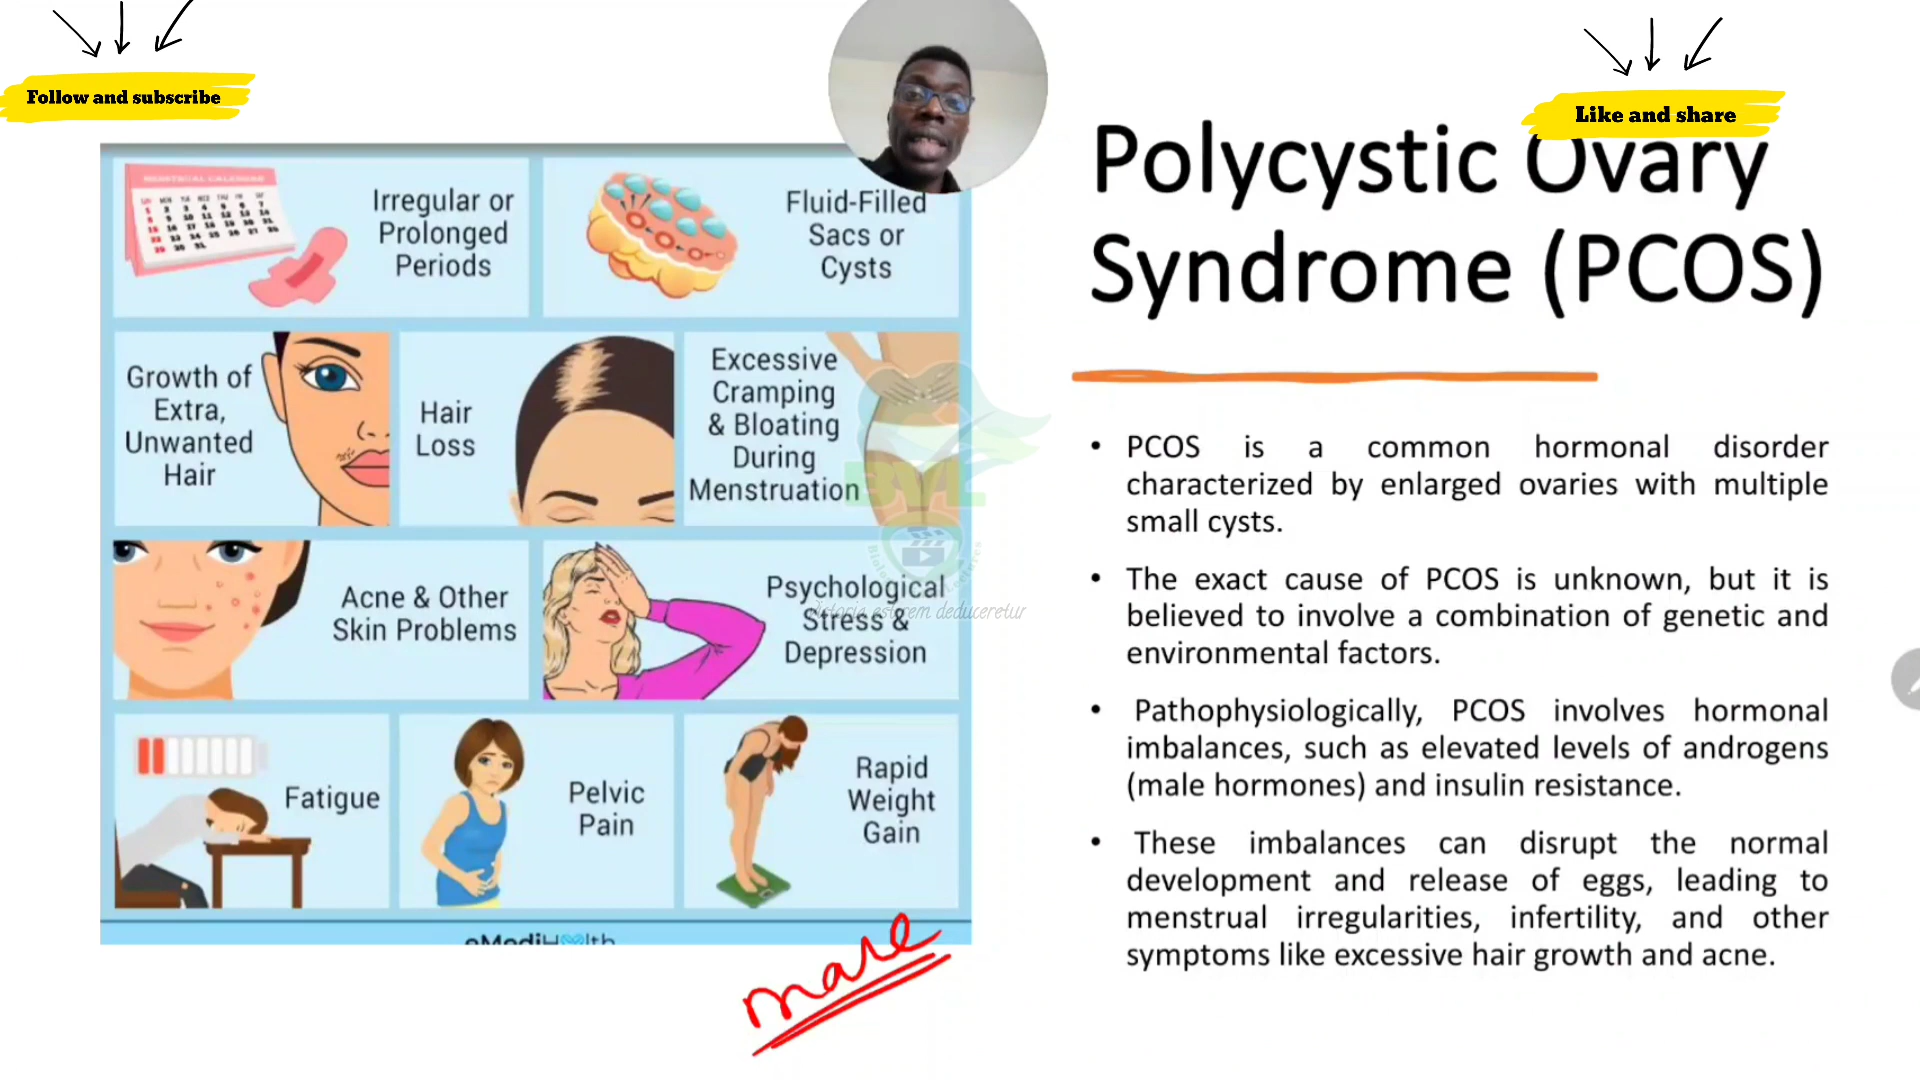 Follow and subscribe
Like and share
Polycystic Ovary
Syndrome (PCOS)
MENSTRUAL CALENDAR
Irregular or
Prolonged
Periods
Fluid-Filled
Sacs or
Cysts
Growth of
Extra,
Unwanted
Hair
Hair
Loss
Excessive
Cramping
& Bloating
During
Menstruation
Acne & Other
Skin Problems
Psychological
Stress &
Depression
Fatigue
Pelvic
Pain
Rapid
Weight
Gain
eMediHealth
male
• PCOS is a common hormonal disorder
characterized by enlarged ovaries with multiple
small cysts.
• The exact cause of PCOS is unknown, but it is
believed to involve a combination of genetic and
environmental factors.
• Pathophysiologically, PCOS involves hormonal
imbalances, such as elevated levels of androgens
(male hormones) and insulin resistance.
• These imbalances can disrupt the normal
development and release of eggs, leading to
menstrual irregularities, infertility, and other
symptoms like excessive hair growth and acne.